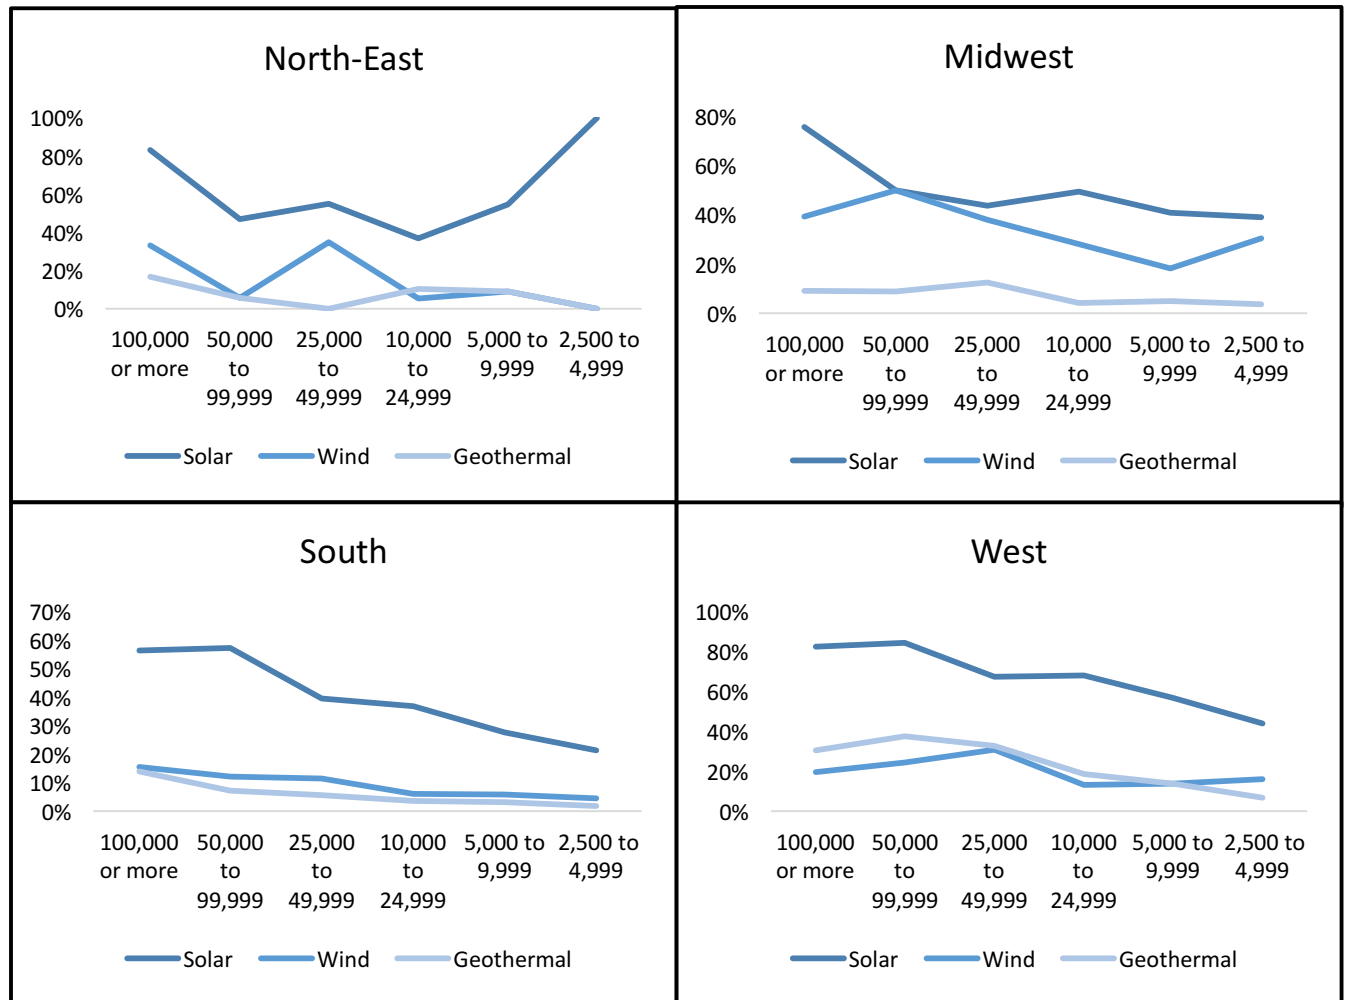 North-East
100%
80%
60%
40%
20%
0%
100,000 50,000 25,000 10,000 5,000 to 2,500 to
or more to to to 9,999 4,999
99,999 49,999 24,999
Solar Wind Geothermal
Midwest
80%
60%
40%
20%
0%
100,000 50,000 25,000 10,000 5,000 to 2,500 to
or more to to to 9,999 4,999
99,999 49,999 24,999
Solar Wind Geothermal
South
70%
60%
50%
40%
30%
20%
10%
0%
100,000 50,000 25,000 10,000 5,000 to 2,500 to
or more to to to 9,999 4,999
99,999 49,999 24,999
Solar Wind Geothermal
West
100%
80%
60%
40%
20%
0%
100,000 50,000 25,000 10,000 5,000 to 2,500 to
or more to to to 9,999 4,999
99,999 49,999 24,999
Solar Wind Geothermal